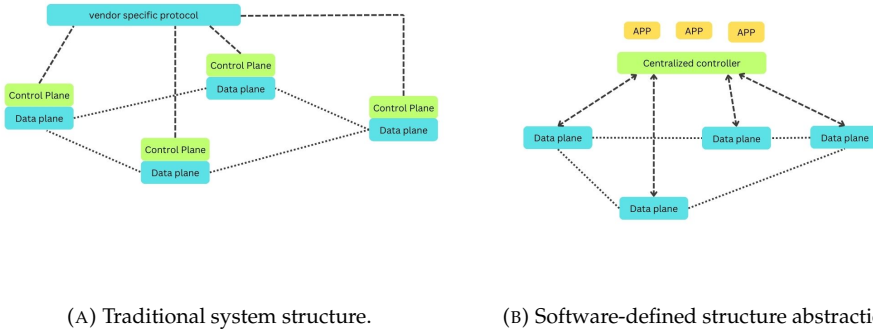 vendor specific protocol
Control Plane
Data plane
Control Plane
Data plane
Control Plane
Data plane
Control Plane
Data plane
(A) Traditional system structure.
APP APP APP
Centralized controller
Data plane Data plane Data plane
Data plane
(B) Software-defined structure